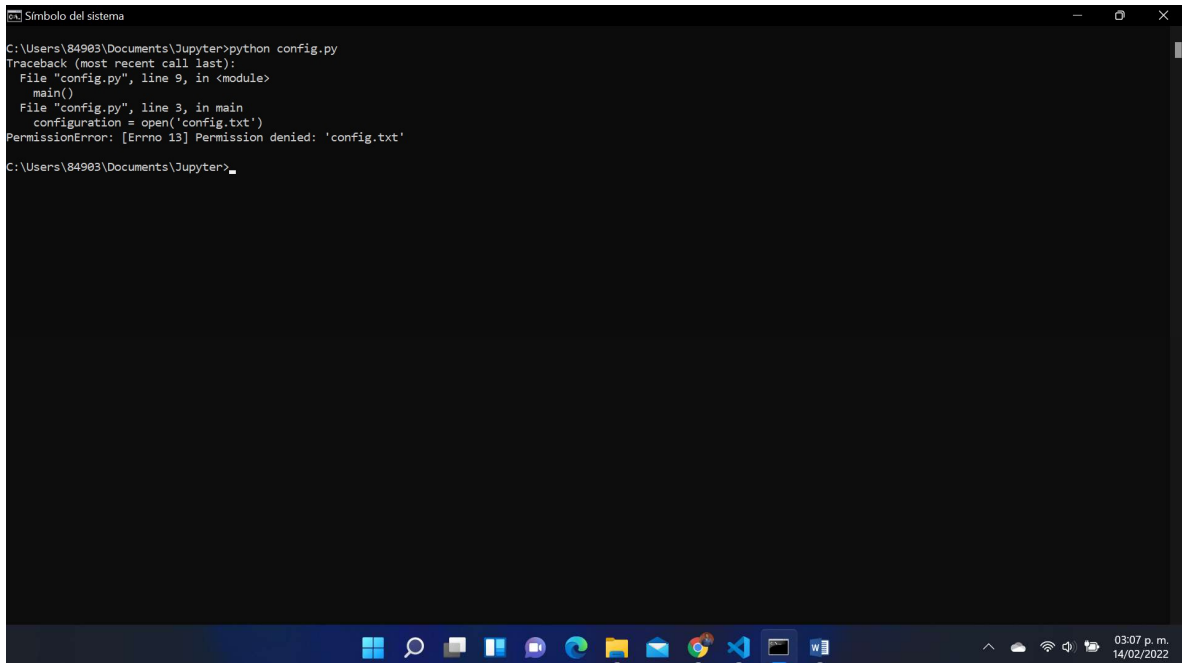 Símbolo del sistema
C:\Users\84903\Documents\Jupyter>python config.py
Traceback (most recent call last):
  File "config.py", line 9, in <module>
    main()
  File "config.py", line 3, in main
    configuration = open('config.txt')
PermissionError: [Errno 13] Permission denied: 'config.txt'
C:\Users\84903\Documents\Jupyter>
03:07 p. m.
14/02/2022